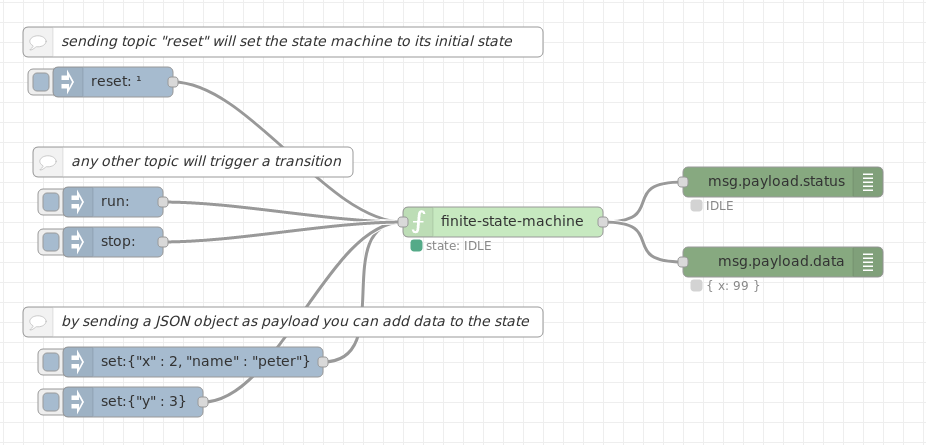 sending topic "reset" will set the state machine to its initial state
reset: ¹
any other topic will trigger a transition
run:
stop:
finite-state-machine
state: IDLE
msg.payload.status
IDLE
msg.payload.data
{ x: 99 }
by sending a JSON object as payload you can add data to the state
set:{"x" : 2, "name" : "peter"}
set:{"y" : 3}